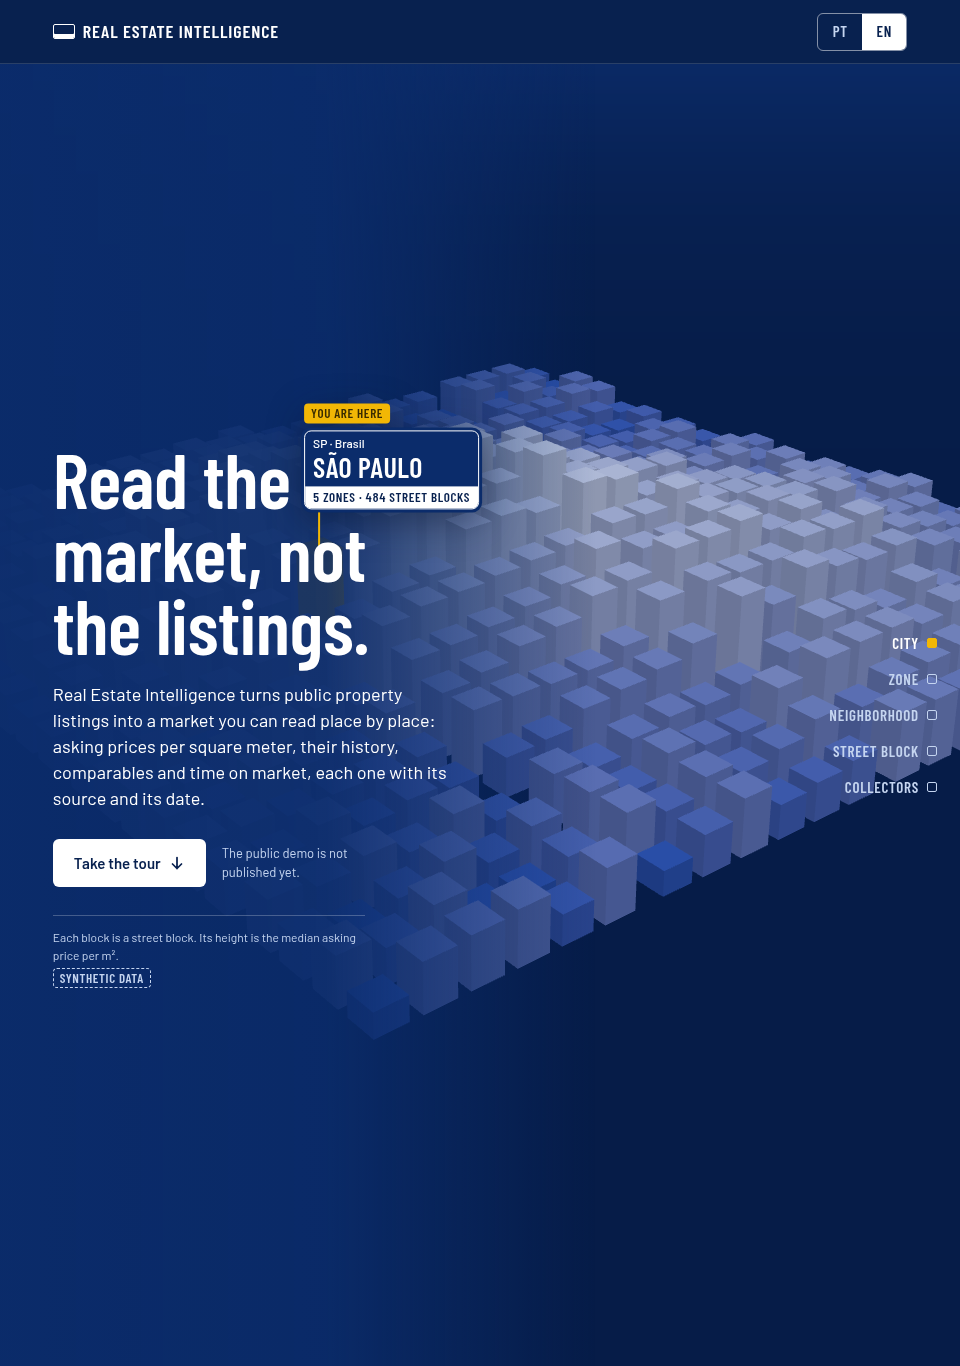 REAL ESTATE INTELLIGENCE
PT
EN
YOU ARE HERE
SP · Brasil
SÃO PAULO
5 ZONES · 484 STREET BLOCKS
Read the
market, not
the listings.
Real Estate Intelligence turns public property
listings into a market you can read place by place:
asking prices per square meter, their history,
comparables and time on market, each one with its
source and its date.
Take the tour ↓
The public demo is not
published yet.
Each block is a street block. Its height is the median asking
price per m².
SYNTHETIC DATA
CITY
ZONE
NEIGHBORHOOD
STREET BLOCK
COLLECTORS